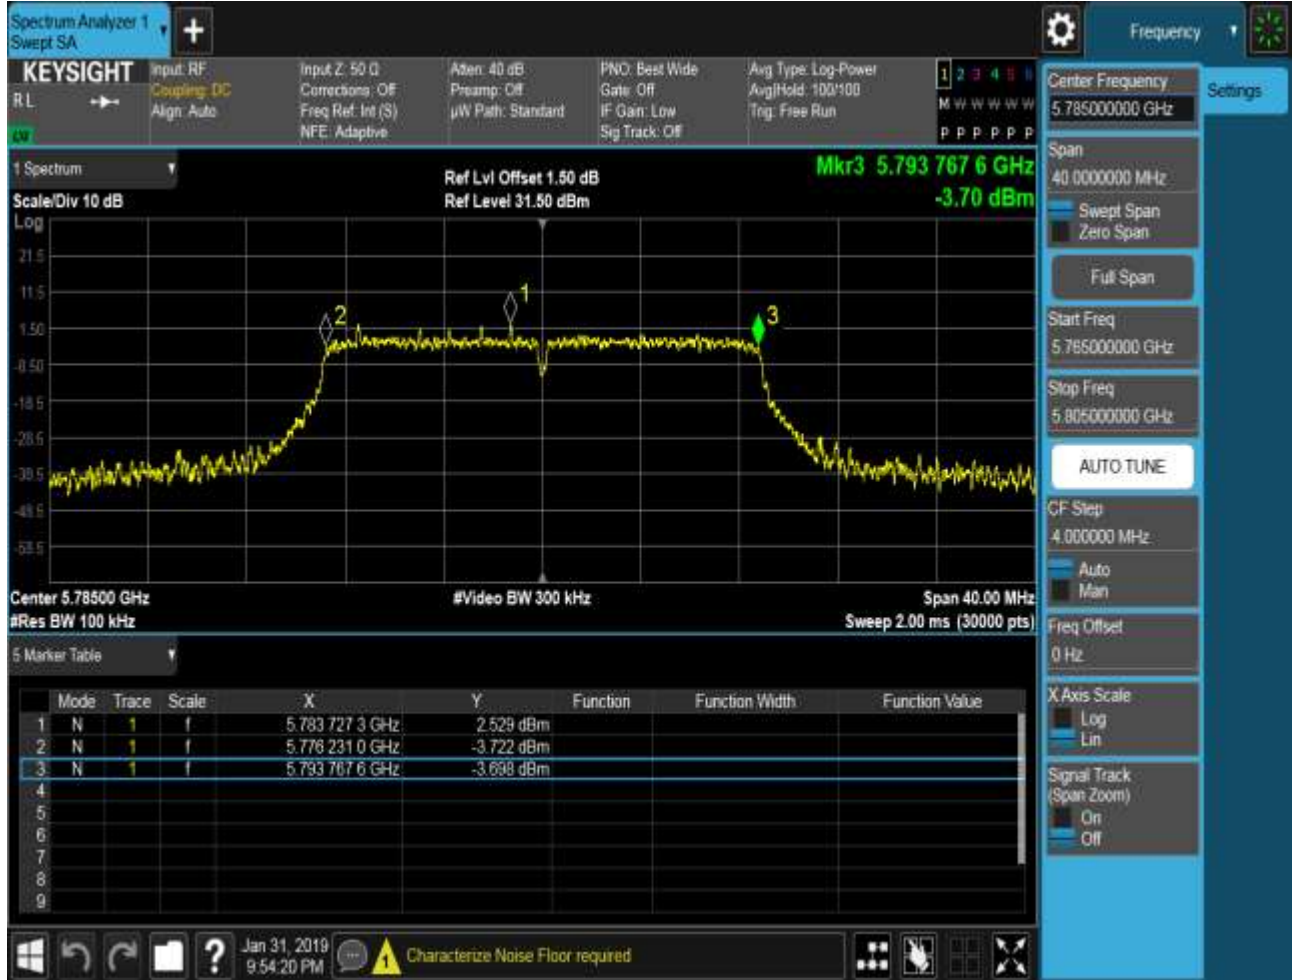 Spectrum Analyzer 1
Swept SA
Frequency
KEYSIGHT
RL
Input: RF
Coupling: DC
Align: Auto
Input Z: 50 Ω
Corrections: Off
Freq Ref: Int (S)
NFE: Adaptive
Atten: 40 dB
Preamp: Off
µW Path: Standard
PNO: Best Wide
Gate: Off
IF Gain: Low
Sig Track: Off
Avg Type: Log-Power
Avg|Hold: 100/100
Trig: Free Run
1 2 3 4 5 6
M W W W W W
P P P P P P
1 Spectrum
Scale/Div 10 dB
Ref Lvl Offset 1.50 dB
Ref Level 31.50 dBm
Mkr3 5.793 767 6 GHz
-3.70 dBm
Log
21.5
11.5
1.50
-8.50
-18.5
-28.5
-38.5
-48.5
-58.5
1
2
3
Center 5.78500 GHz
#Res BW 100 kHz
#Video BW 300 kHz
Span 40.00 MHz
Sweep 2.00 ms (30000 pts)
5 Marker Table
Mode Trace Scale X Y Function Function Width Function Value
1 N 1 f 5.783 727 3 GHz 2.529 dBm
2 N 1 f 5.776 231 0 GHz -3.722 dBm
3 N 1 f 5.793 767 6 GHz -3.698 dBm
4
5
6
7
8
9
Center Frequency
5.785000000 GHz
Settings
Span
40.0000000 MHz
Swept Span
Zero Span
Full Span
Start Freq
5.765000000 GHz
Stop Freq
5.805000000 GHz
AUTO TUNE
CF Step
4.000000 MHz
Auto
Man
Freq Offset
0 Hz
X Axis Scale
Log
Lin
Signal Track
(Span Zoom)
On
Off
?
Jan 31, 2019
9:54:20 PM
1
Characterize Noise Floor required